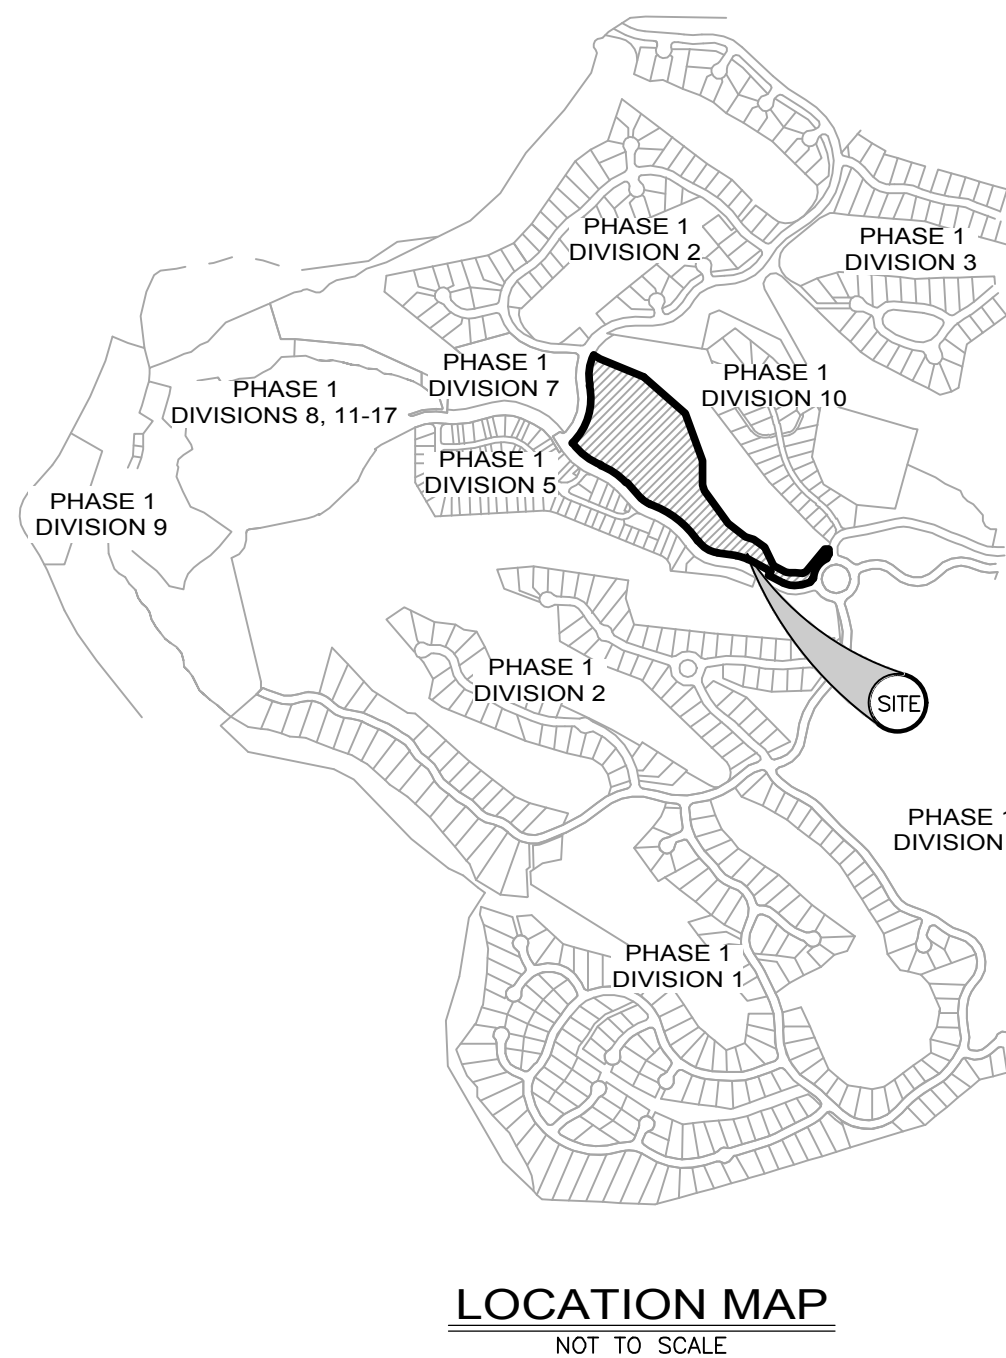 PHASE 1
DIVISION 2
PHASE 1
DIVISION 3
PHASE 1
DIVISION 7
PHASE 1
DIVISION 10
PHASE 1
DIVISIONS 8, 11-17
PHASE 1
DIVISION 5
PHASE 1
DIVISION 9
PHASE 1
DIVISION 2
SITE
PHASE 1
DIVISION
PHASE 1
DIVISION 1
LOCATION MAP
NOT TO SCALE